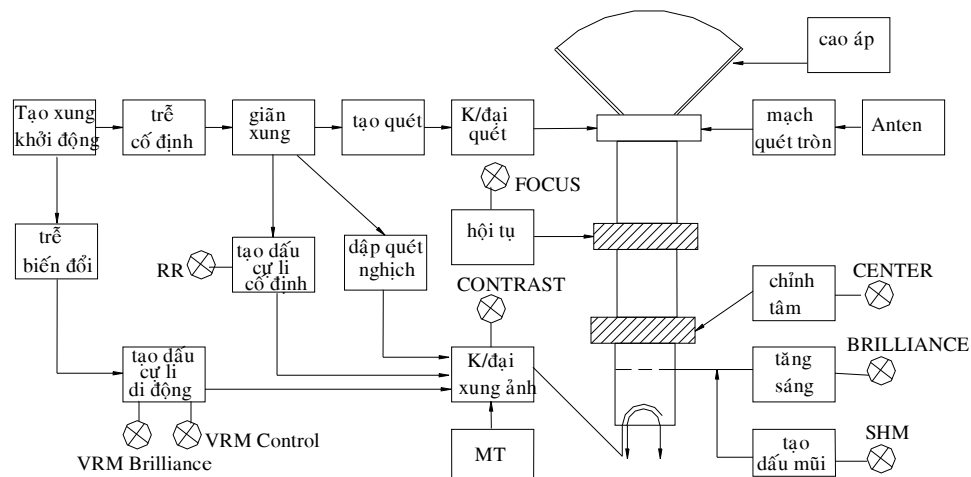 cao áp
Tạo xung
khởi động
trễ
cố định
giãn
xung
tạo quét
K/đại
quét
mạch
quét tròn
Anten
FOCUS
trễ
biến đổi
hội tụ
RR
tạo dấu
cự li
cố định
dập quét
nghịch
CONTRAST
chỉnh
tâm
CENTER
BRILLIANCE
tạo dấu
cự li
di động
K/đại
xung ảnh
tăng
sáng
VRM Control
VRM Brilliance
MT
tạo
dấu mũi
SHM